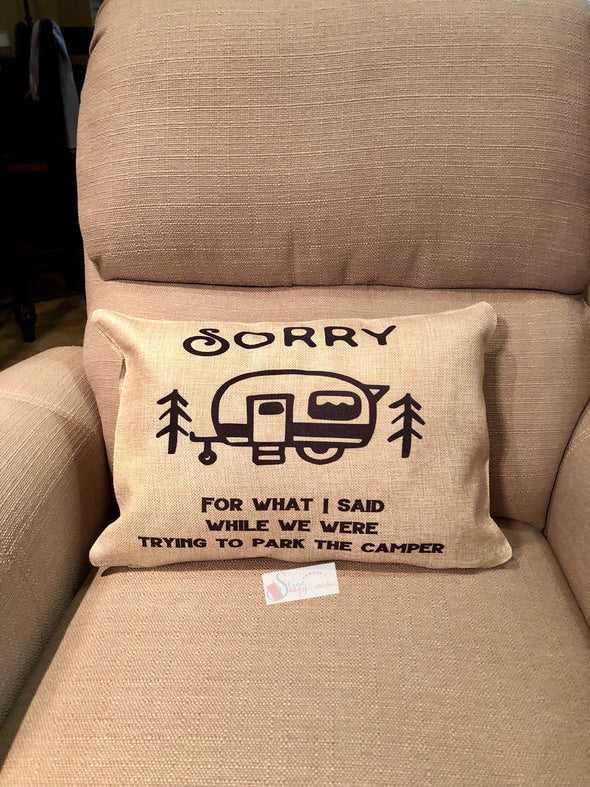 SORRY
FOR WHAT I SAID
WHILE WE WERE
TRYING TO PARK THE CAMPER